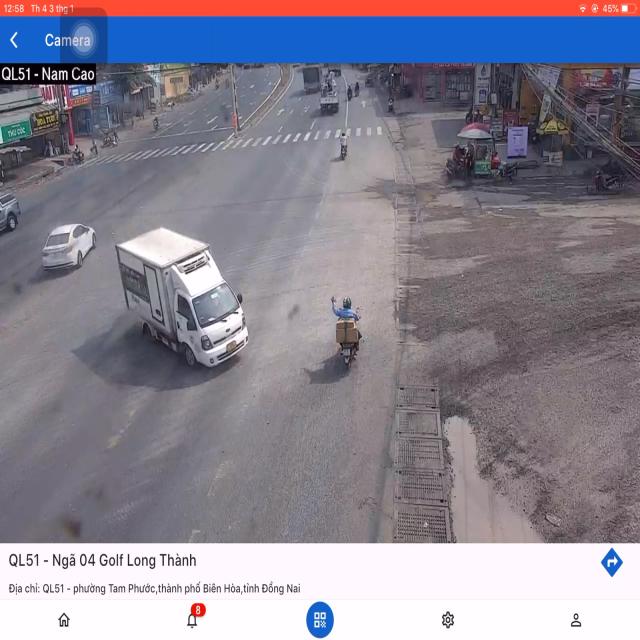 12:58 Th 4 3 thg 1
45%
Camera
QL51 - Nam Cao
THU CÚC
QL51 - Ngã 04 Golf Long Thành
Địa chỉ: QL51 - phường Tam Phước,thành phố Biên Hòa,tỉnh Đồng Nai
8